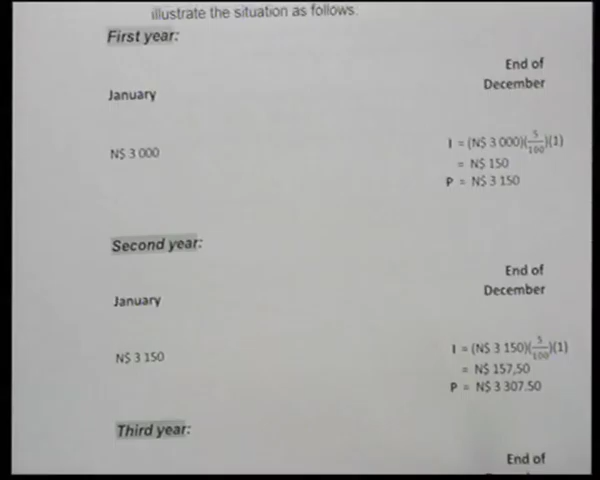 illustrate the situation as follows.
First year:
End of
December
January
I = (N$ 3 000)(5/100)(1)
N$ 3 000
= N$ 150
P = N$ 3 150
Second year:
End of
December
January
I = (N$ 3 150)(5/100)(1)
N$ 3 150
= N$ 157,50
P = N$ 3 307.50
Third year:
End of